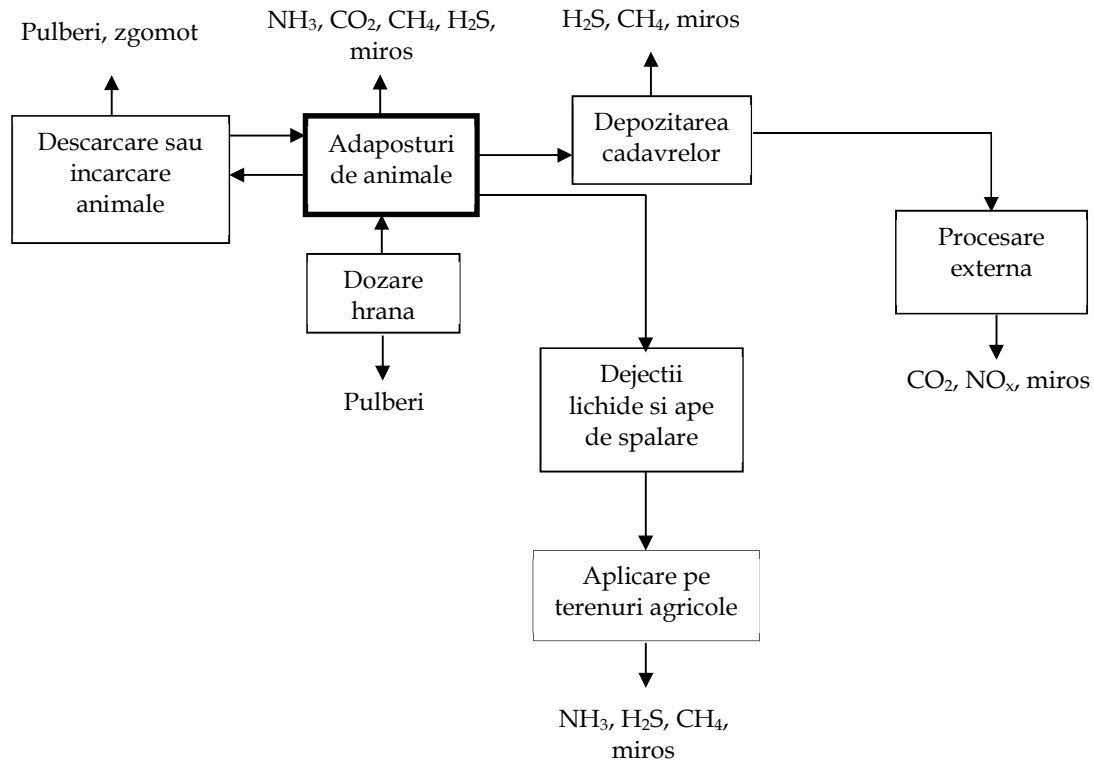 Pulberi, zgomot
NH₃, CO₂, CH₄, H₂S,
miros
H₂S, CH₄, miros
Descarcare sau
incarcare
animale
Adaposturi
de animale
Depozitarea
cadavrelor
Procesare
externa
Dozare
hrana
Pulberi
CO₂, NOₓ, miros
Dejectii
lichide si ape
de spalare
Aplicare pe
terenuri agricole
NH₃, H₂S, CH₄,
miros